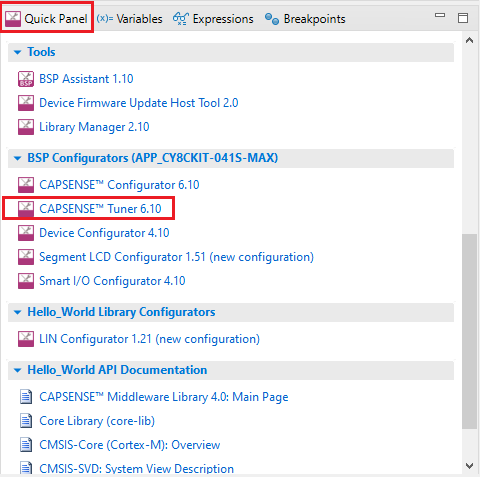 Quick Panel (x)= Variables Expressions Breakpoints
Tools
BSP BSP Assistant 1.10
Device Firmware Update Host Tool 2.0
Library Manager 2.10
BSP Configurators (APP_CY8CKIT-041S-MAX)
CAPSENSE™ Configurator 6.10
CAPSENSE™ Tuner 6.10
Device Configurator 4.10
Segment LCD Configurator 1.51 (new configuration)
Smart I/O Configurator 4.10
Hello_World Library Configurators
LIN Configurator 1.21 (new configuration)
Hello_World API Documentation
CAPSENSE™ Middleware Library 4.0: Main Page
Core Library (core-lib)
CMSIS-Core (Cortex-M): Overview
CMSIS-SVD: System View Description